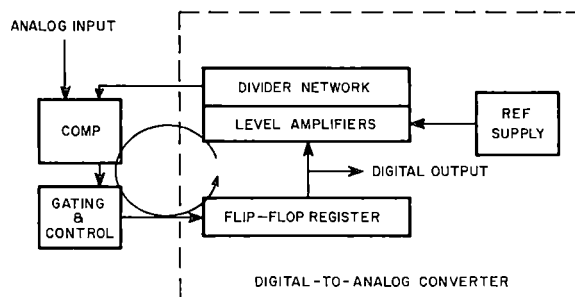 ANALOG INPUT
DIVIDER NETWORK
LEVEL AMPLIFIERS
REF
SUPPLY
COMP
DIGITAL OUTPUT
GATING
&
CONTROL
FLIP-FLOP REGISTER
DIGITAL-TO-ANALOG CONVERTER